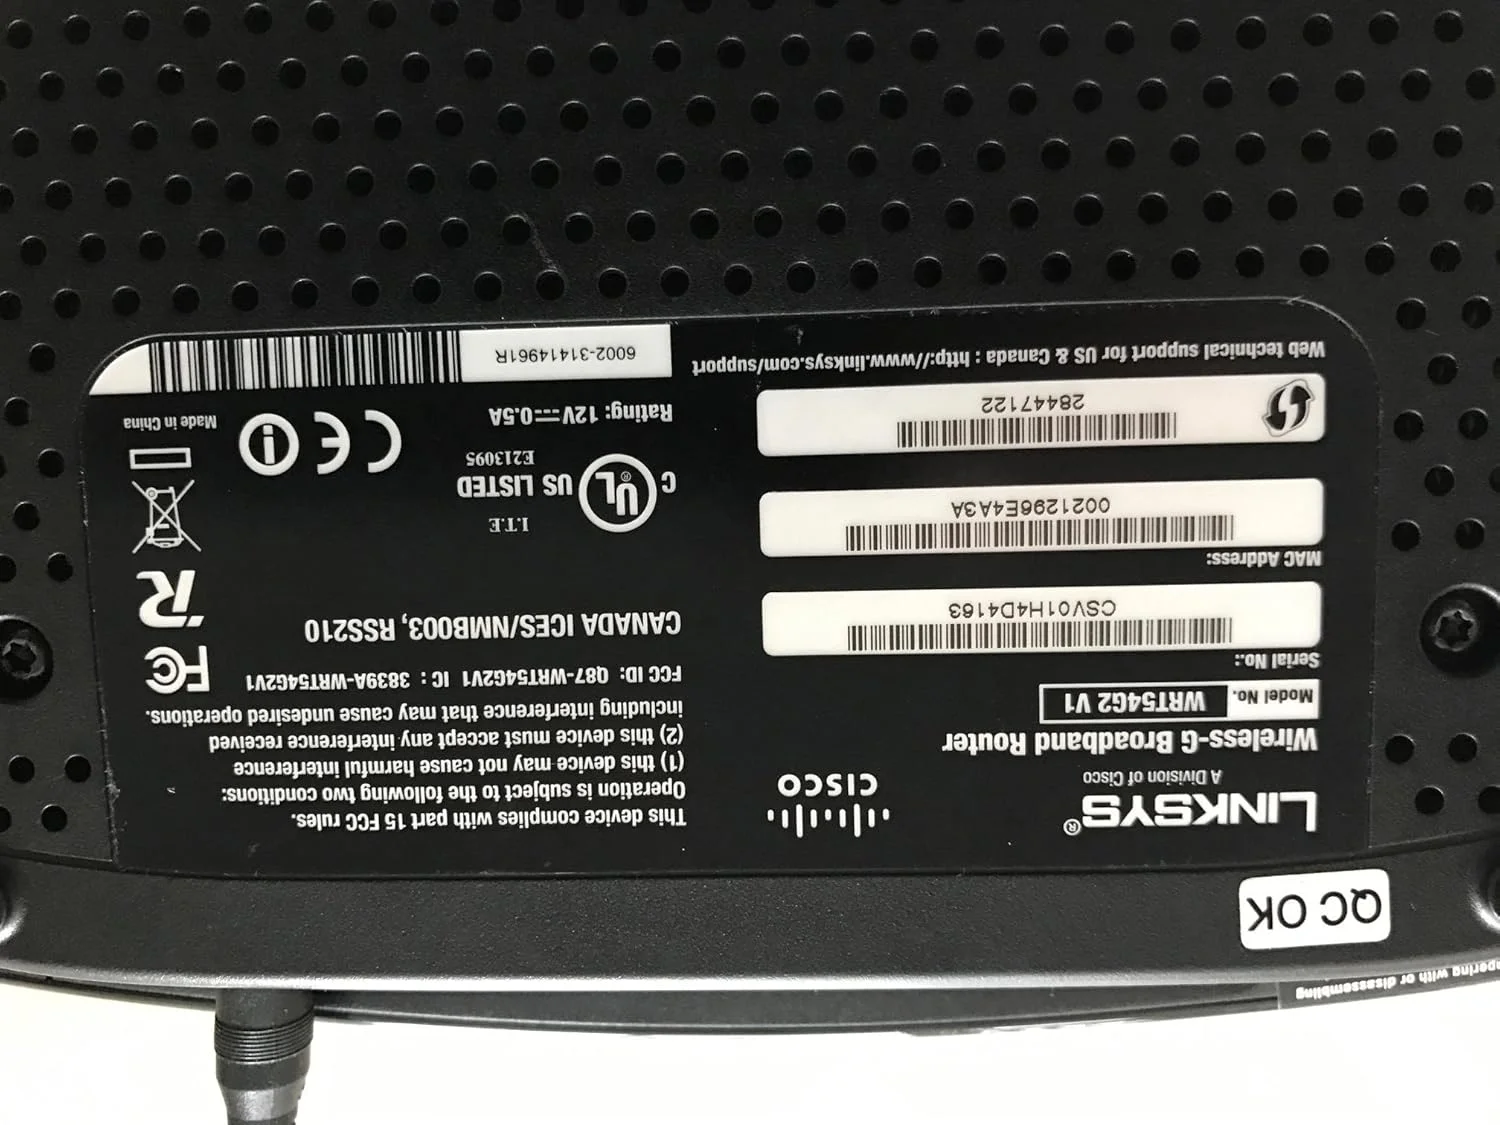 LINKSYS®
A Division of Cisco
CISCO
Wireless-G Broadband Router
Model No. WRT54G2 V1
Serial No.:
CSV01H4D4163
MAC Address:
0021296E4A3A
28447122
Web technical support for US & Canada : http://www.linksys.com/support
This device complies with part 15 FCC rules.
Operation is subject to the following two conditions:
(1) this device may not cause harmful interference
(2) this device must accept any interference received
including interference that may cause undesired operations.
FCC ID: Q87-WRT54G2V1 IC : 3839A-WRT54G2V1
CANADA ICES/NMB003, RSS210
I.T.E
C UL® US LISTED
E213095
Rating: 12V⎓0.5A
FC
CE
Made in China
6002-31414961R
QC OK
with or disassembling